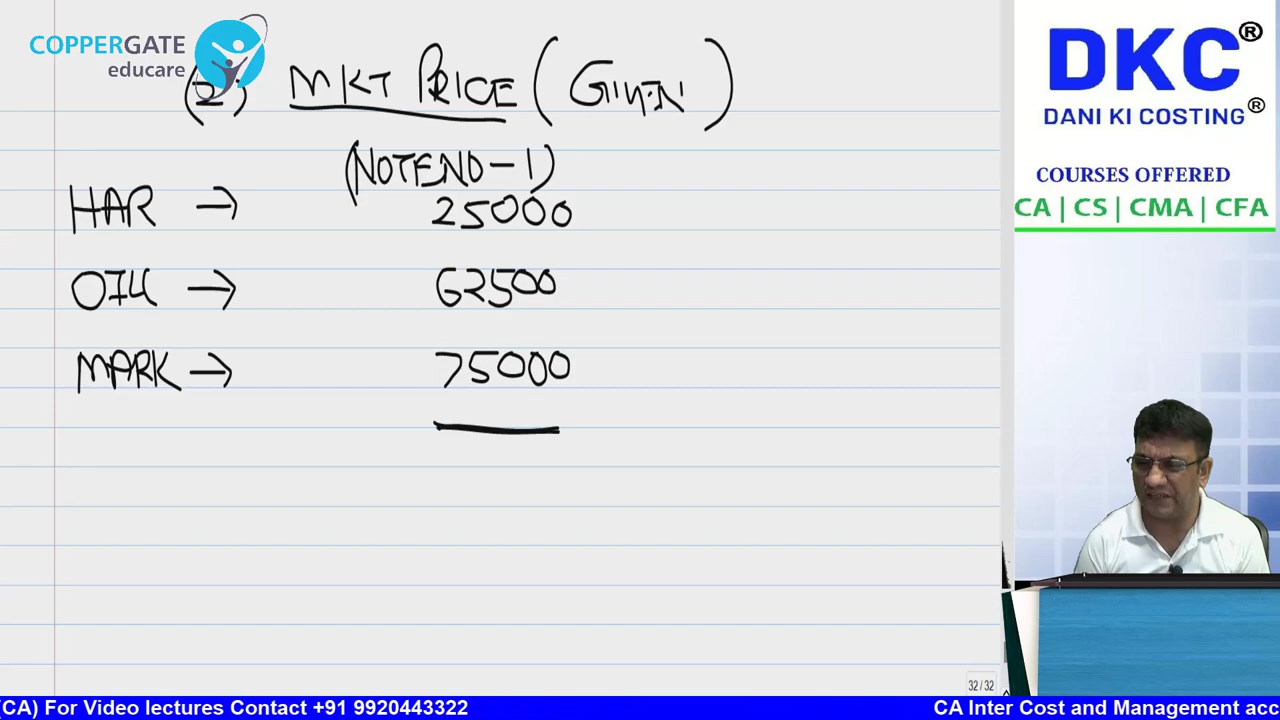 COPPERGATE
educare
(2) MKT PRICE (GIVEN)
(NOTE NO - 1)
HAR → 25000
OIL → 62500
MARK → 75000
32 / 32
DKC®
DANI KI COSTING®
COURSES OFFERED
CA | CS | CMA | CFA
(CA) For Video lectures Contact +91 9920443322
CA Inter Cost and Management acc